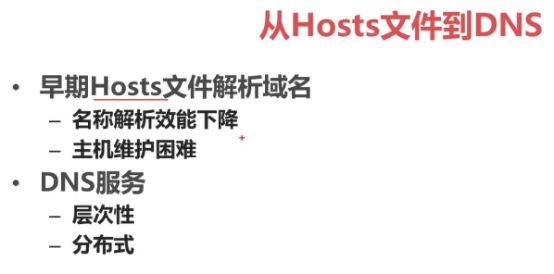 从Hosts文件到DNS
• 早期Hosts文件解析域名
– 名称解析效能下降
– 主机维护困难
• DNS服务
– 层次性
– 分布式